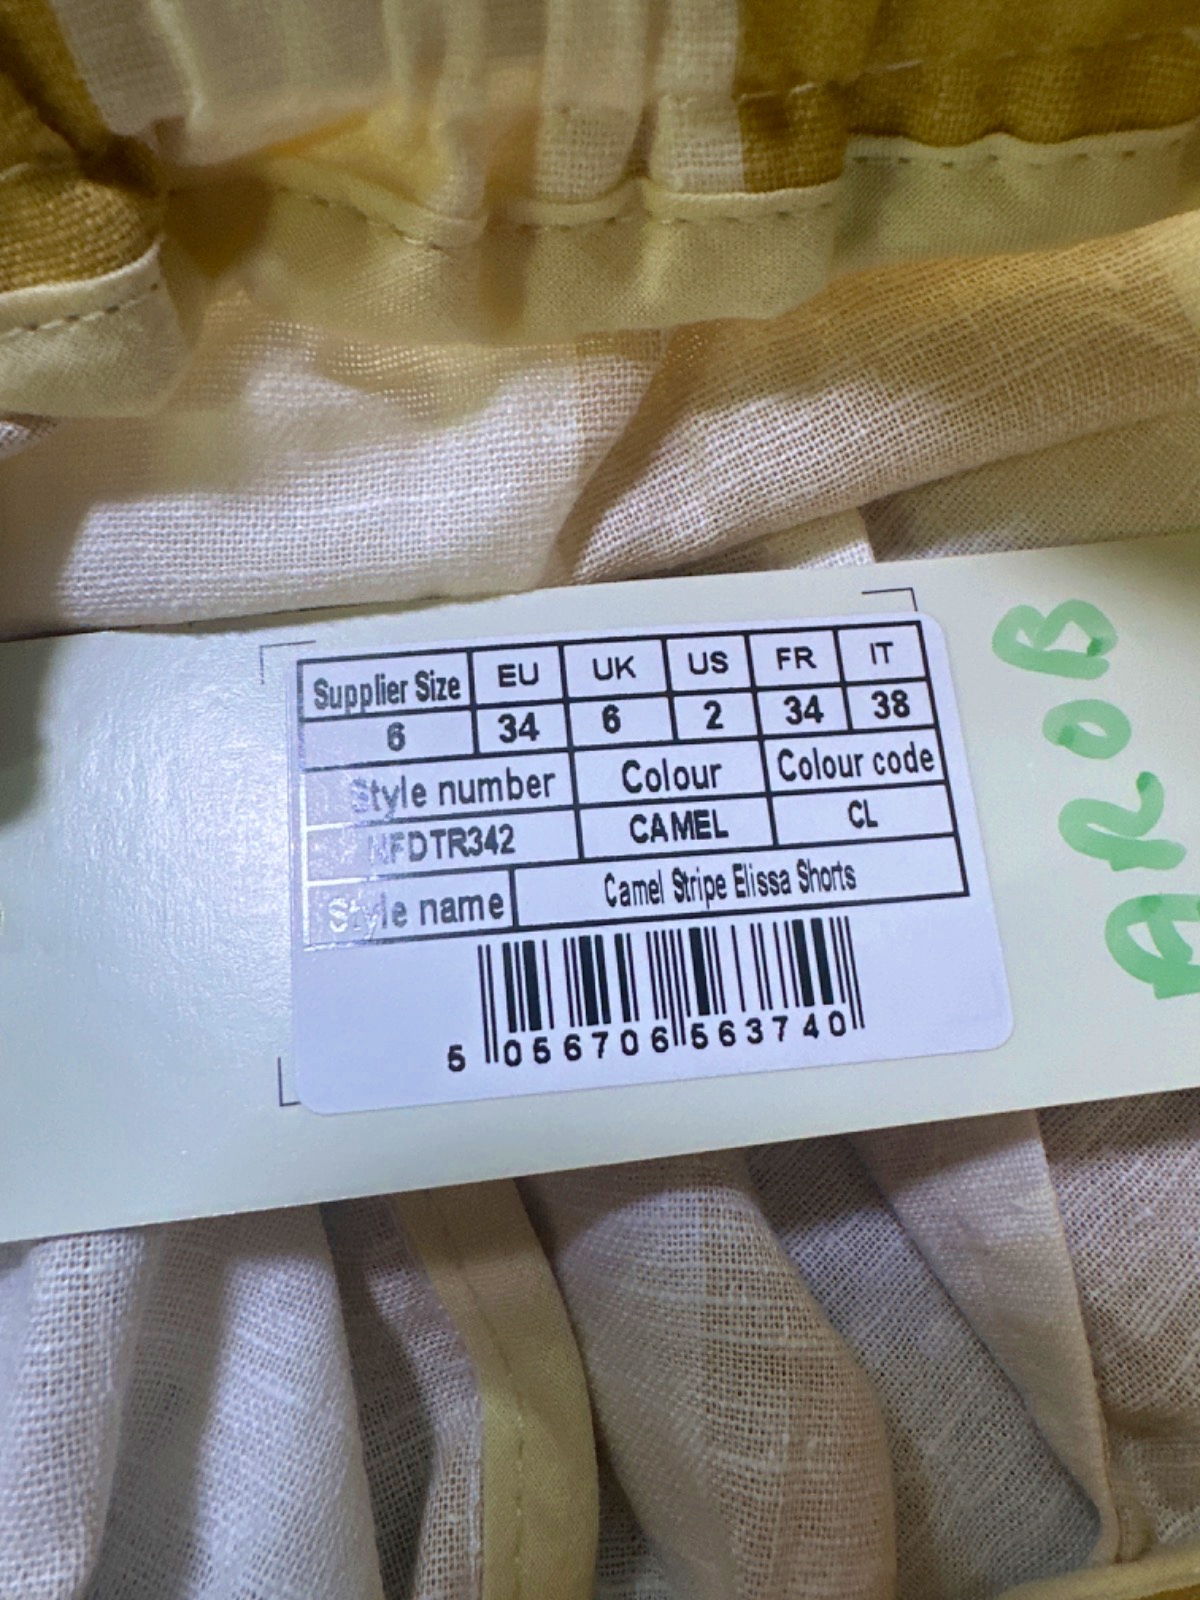 Supplier Size EU UK US FR IT
6 34 6 2 34 38
Style number Colour Colour code
CAMEL CL
Style name Camel Stripe Elissa Shorts
5 056706 563740
AROB